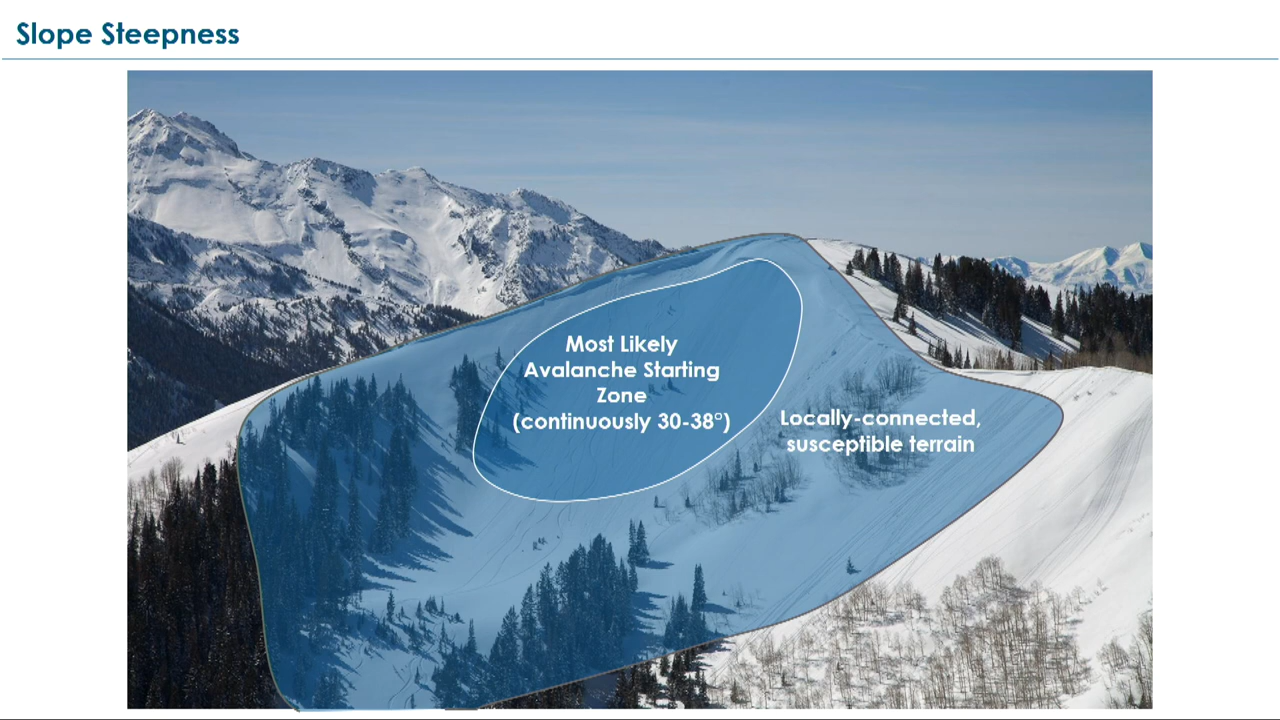 Slope Steepness
Most Likely
Avalanche Starting
Zone
(continuously 30-38°)
Locally-connected,
susceptible terrain